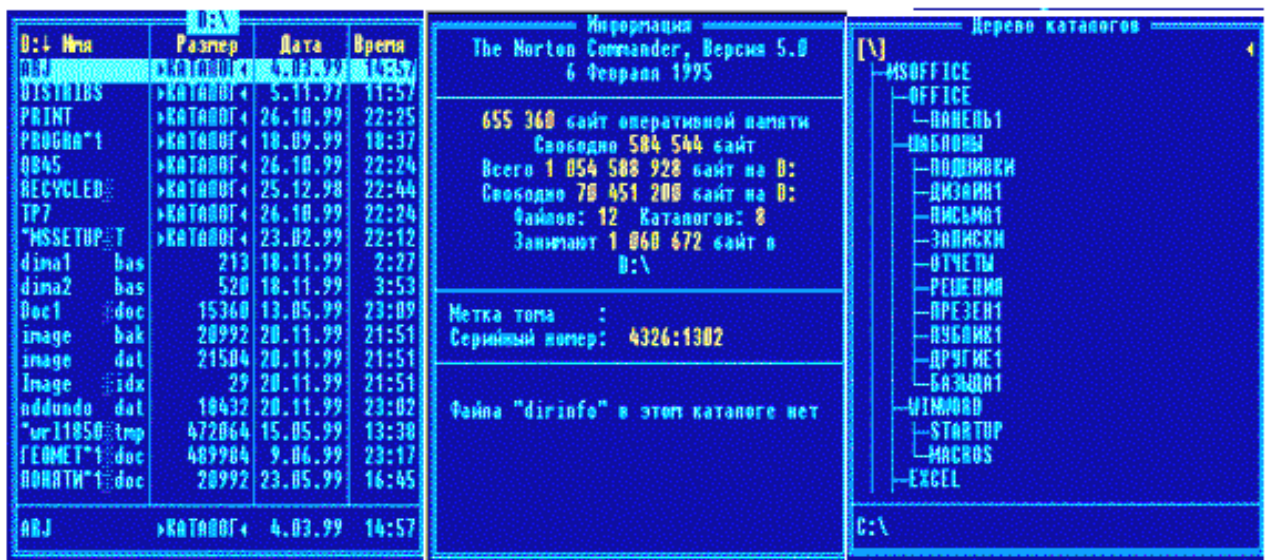 D:\
D:↓ Имя Размер Дата Время
ARJ ►КАТАЛОГ◄ 4.03.99 14:57
DISTRIBS ►КАТАЛОГ◄ 5.11.97 11:57
PRINT ►КАТАЛОГ◄ 26.10.99 22:25
PROGRA~1 ►КАТАЛОГ◄ 18.09.99 18:37
QB45 ►КАТАЛОГ◄ 26.10.99 22:24
RECYCLED ►КАТАЛОГ◄ 25.12.98 22:44
TP7 ►КАТАЛОГ◄ 26.10.99 22:24
~MSSETUP T ►КАТАЛОГ◄ 23.02.99 22:12
dima1 bas 213 18.11.99 2:27
dima2 bas 520 18.11.99 3:53
Doc1 doc 15360 13.05.99 23:09
image bak 20992 20.11.99 21:51
image dat 21504 20.11.99 21:51
Image idx 29 20.11.99 21:51
nddundo dat 18432 20.11.99 23:02
~wrl1850 tmp 472064 15.05.99 13:38
ГЕОМЕТ~1 doc 489984 9.06.99 23:17
ПОНЯТИ~1 doc 20992 23.05.99 16:45
ARJ ►КАТАЛОГ◄ 4.03.99 14:57
Информация
The Norton Commander, Версия 5.0
6 Февраля 1995
655 360 байт оперативной памяти
Свободно 584 544 байт
Всего 1 054 588 928 байт на D:
Свободно 70 451 200 байт на D:
Файлов: 12 Каталогов: 8
Занимают 1 060 672 байт в
D:\
Метка тома :
Серийный номер: 4326:1302
Файла "dirinfo" в этом каталоге нет
Дерево каталогов
[\]
MSOFFICE
OFFICE
ПАНЕЛЬ1
ШАБЛОНЫ
ПОДШИВКИ
ДИЗАЙН1
ПИСЬМА1
ЗАПИСКИ
ОТЧЕТЫ
РЕШЕНИЯ
ПРЕЗЕН1
ПУБЛИК1
ДРУГИЕ1
БАЗЫДА1
WINWORD
STARTUP
MACROS
EXCEL
C:\